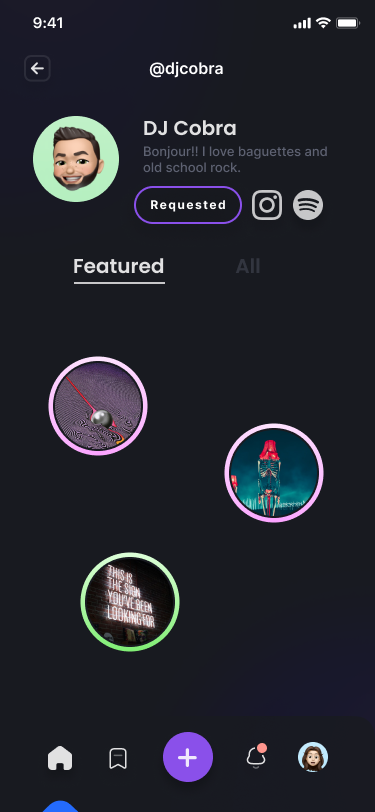 9:41
@djcobra
DJ Cobra
Bonjour!! I love baguettes and
old school rock.
Requested
Featured
All
THIS IS
THE SIGN
YOU'VE BEEN
LOOKING FOR